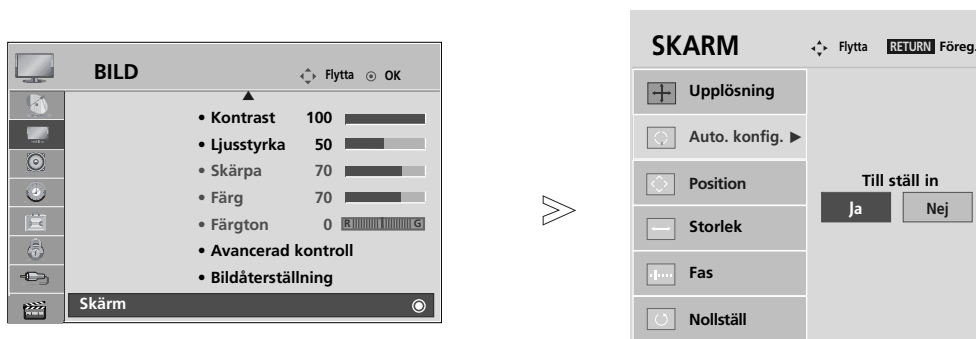 BILD
Flytta OK
• Kontrast 100
• Ljusstyrka 50
• Skärpa 70
• Färg 70
• Färgton 0 R G
• Avancerad kontroll
• Bildåterställning
Skärm
SKARM
Flytta RETURN Föreg.
Upplösning
Auto. konfig.
Position
Storlek
Fas
Nollställ
Till ställ in
Ja Nej